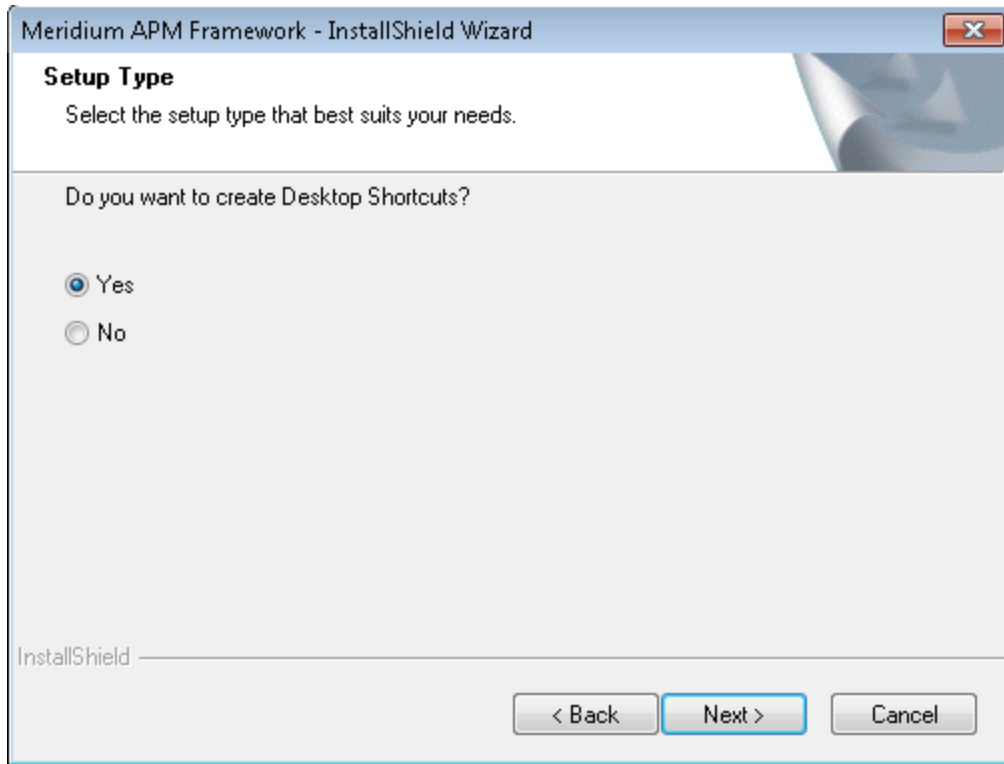 Meridium APM Framework - InstallShield Wizard
Setup Type
Select the setup type that best suits your needs.
Do you want to create Desktop Shortcuts?
Yes
No
InstallShield
< Back Next > Cancel